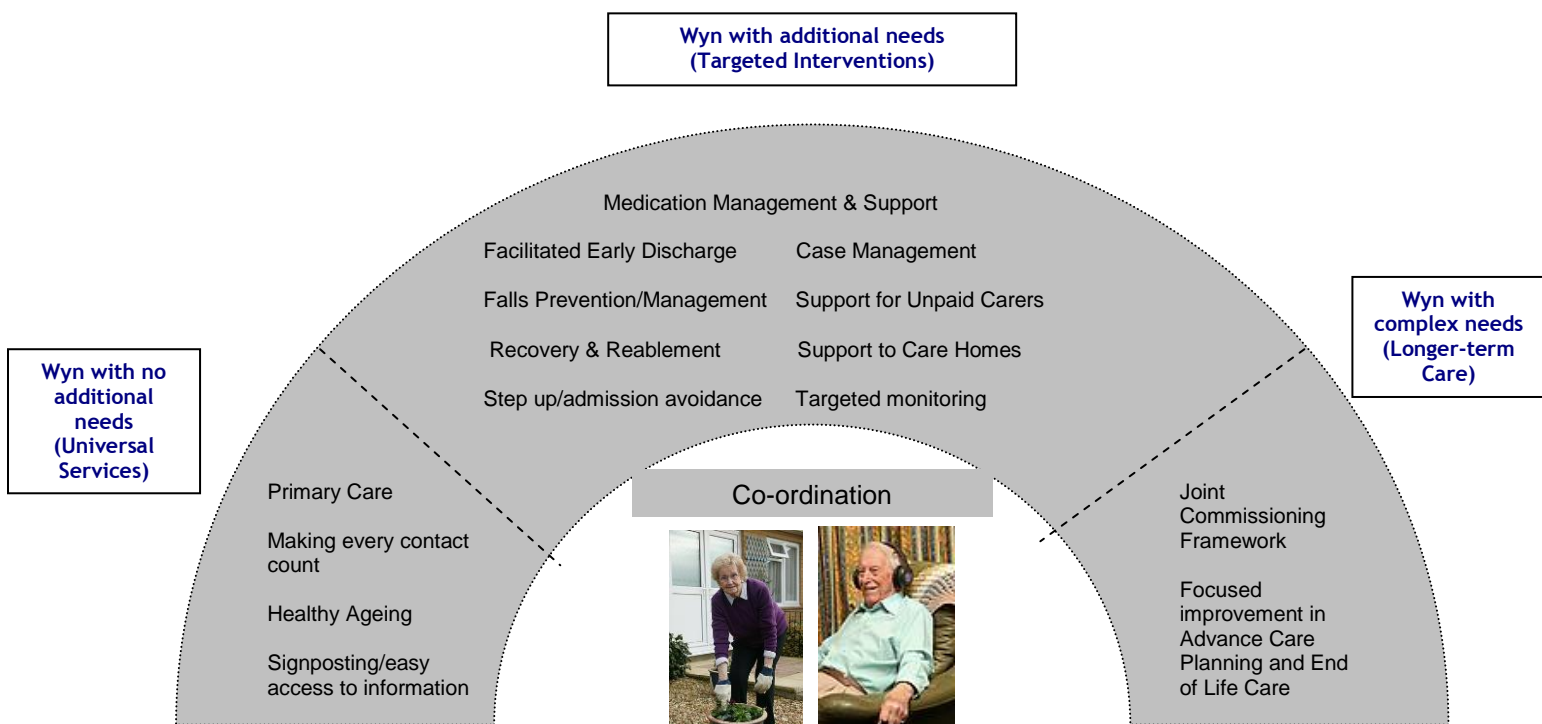 Wyn with additional needs
(Targeted Interventions)
Wyn with no
additional
needs
(Universal
Services)
Wyn with
complex needs
(Longer-term
Care)
Medication Management & Support
Facilitated Early Discharge
Falls Prevention/Management
Recovery & Reablement
Step up/admission avoidance
Case Management
Support for Unpaid Carers
Support to Care Homes
Targeted monitoring
Primary Care
Making every contact
count
Healthy Ageing
Signposting/easy
access to information
Co-ordination
Joint
Commissioning
Framework
Focused
improvement in
Advance Care
Planning and End
of Life Care